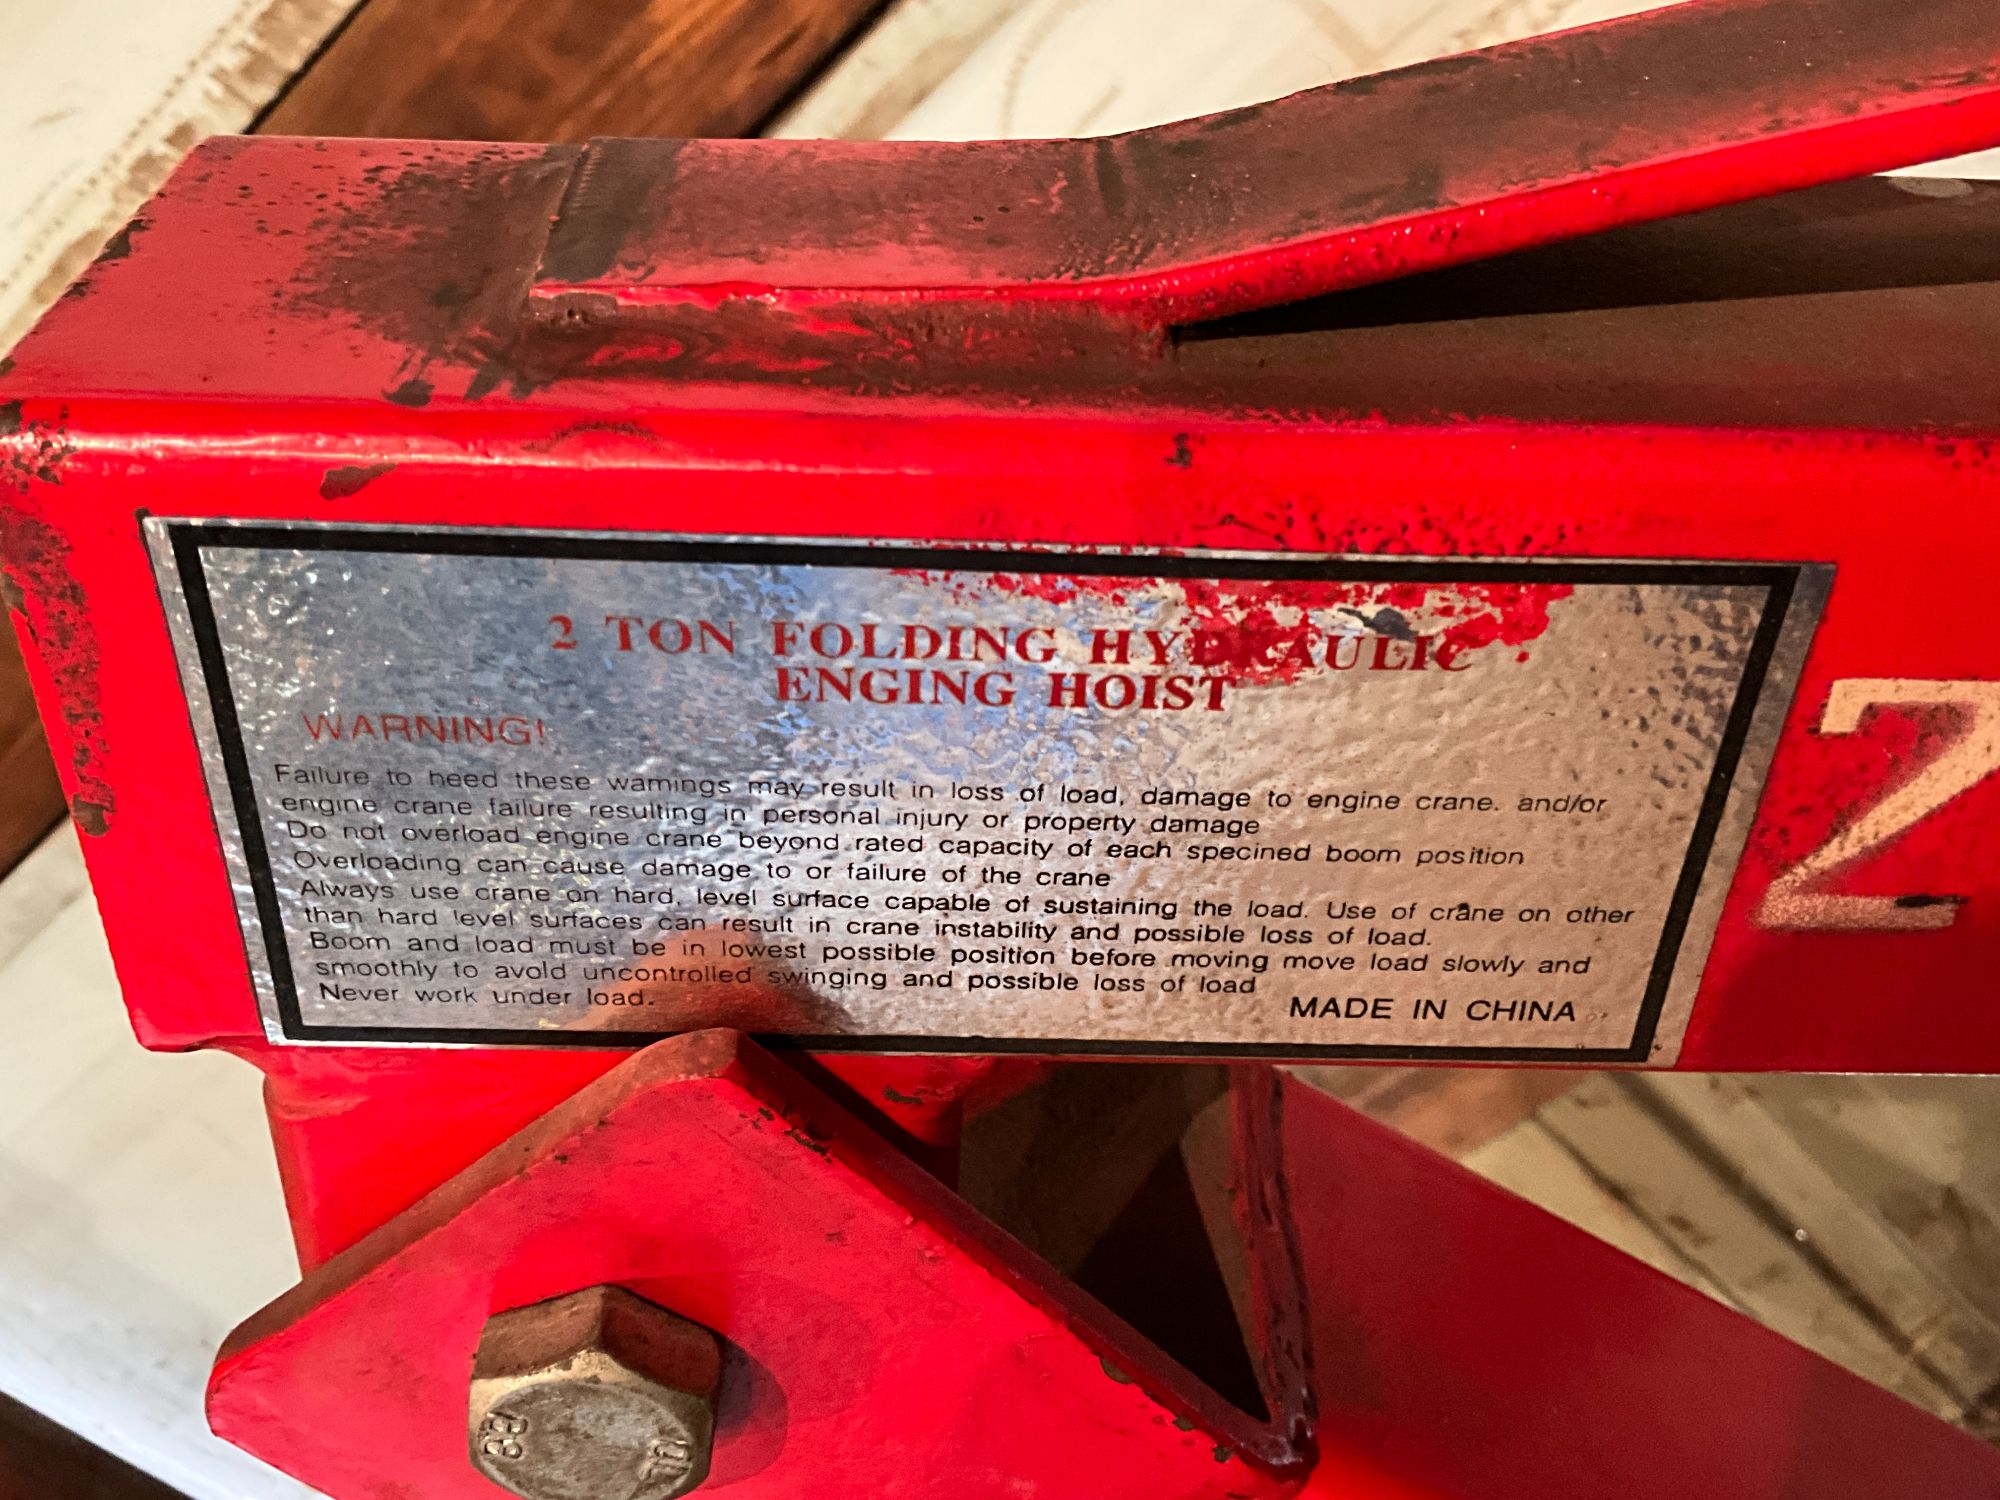 2 TON FOLDING HYDRAULIC
ENGING HOIST
WARNING!
Failure to heed these warnings may result in loss of load, damage to engine crane. and/or
engine crane failure resulting in personal injury or property damage
Do not overload engine crane beyond rated capacity of each specined boom position
Overloading can cause damage to or failure of the crane
Always use crane on hard, level surface capable of sustaining the load. Use of crane on other
than hard level surfaces can result in crane instability and possible loss of load.
Boom and load must be in lowest possible position before moving move load slowly and
smoothly to avold uncontrolled swinging and possible loss of load
Never work under load.
MADE IN CHINA
2
8.8